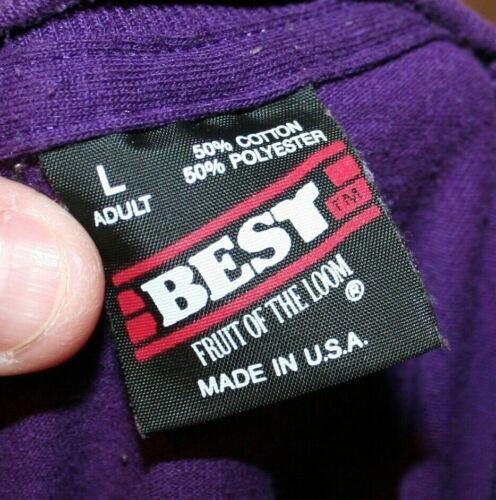 L
ADULT
50% COTTON
50% POLYESTER
BEST TM
FRUIT OF THE LOOM ®
MADE IN U.S.A.